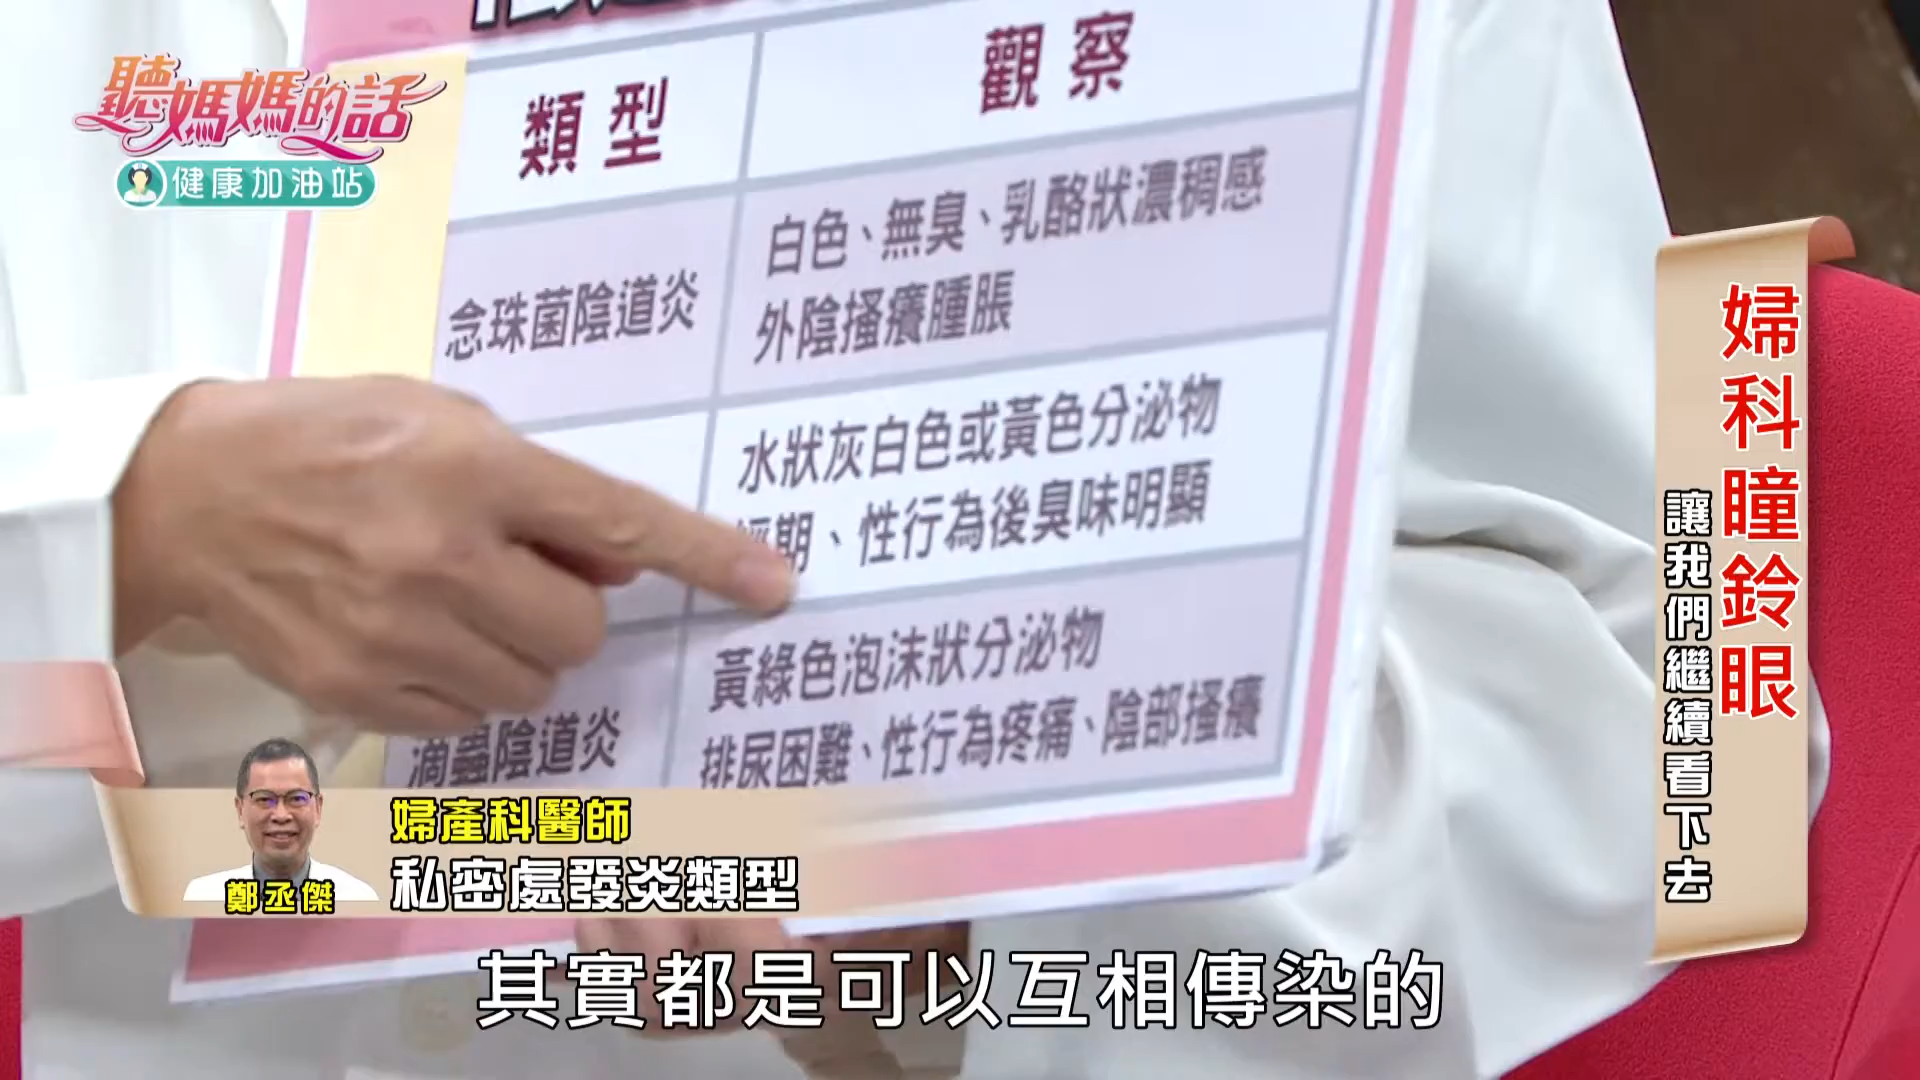 聽媽媽的話
健康加油站
類型
觀察
念珠菌陰道炎
白色、無臭、乳酪狀濃稠感
外陰搔癢腫脹
水狀灰白色或黃色分泌物
期、性行為後臭味明顯
滴蟲陰道炎
黃綠色泡沫狀分泌物
排尿困難、性行為疼痛、陰部搔癢
婦科瞳鈴眼
讓我們繼續看下去
婦產科醫師
私密處發炎類型
鄭丞傑
其實都是可以互相傳染的